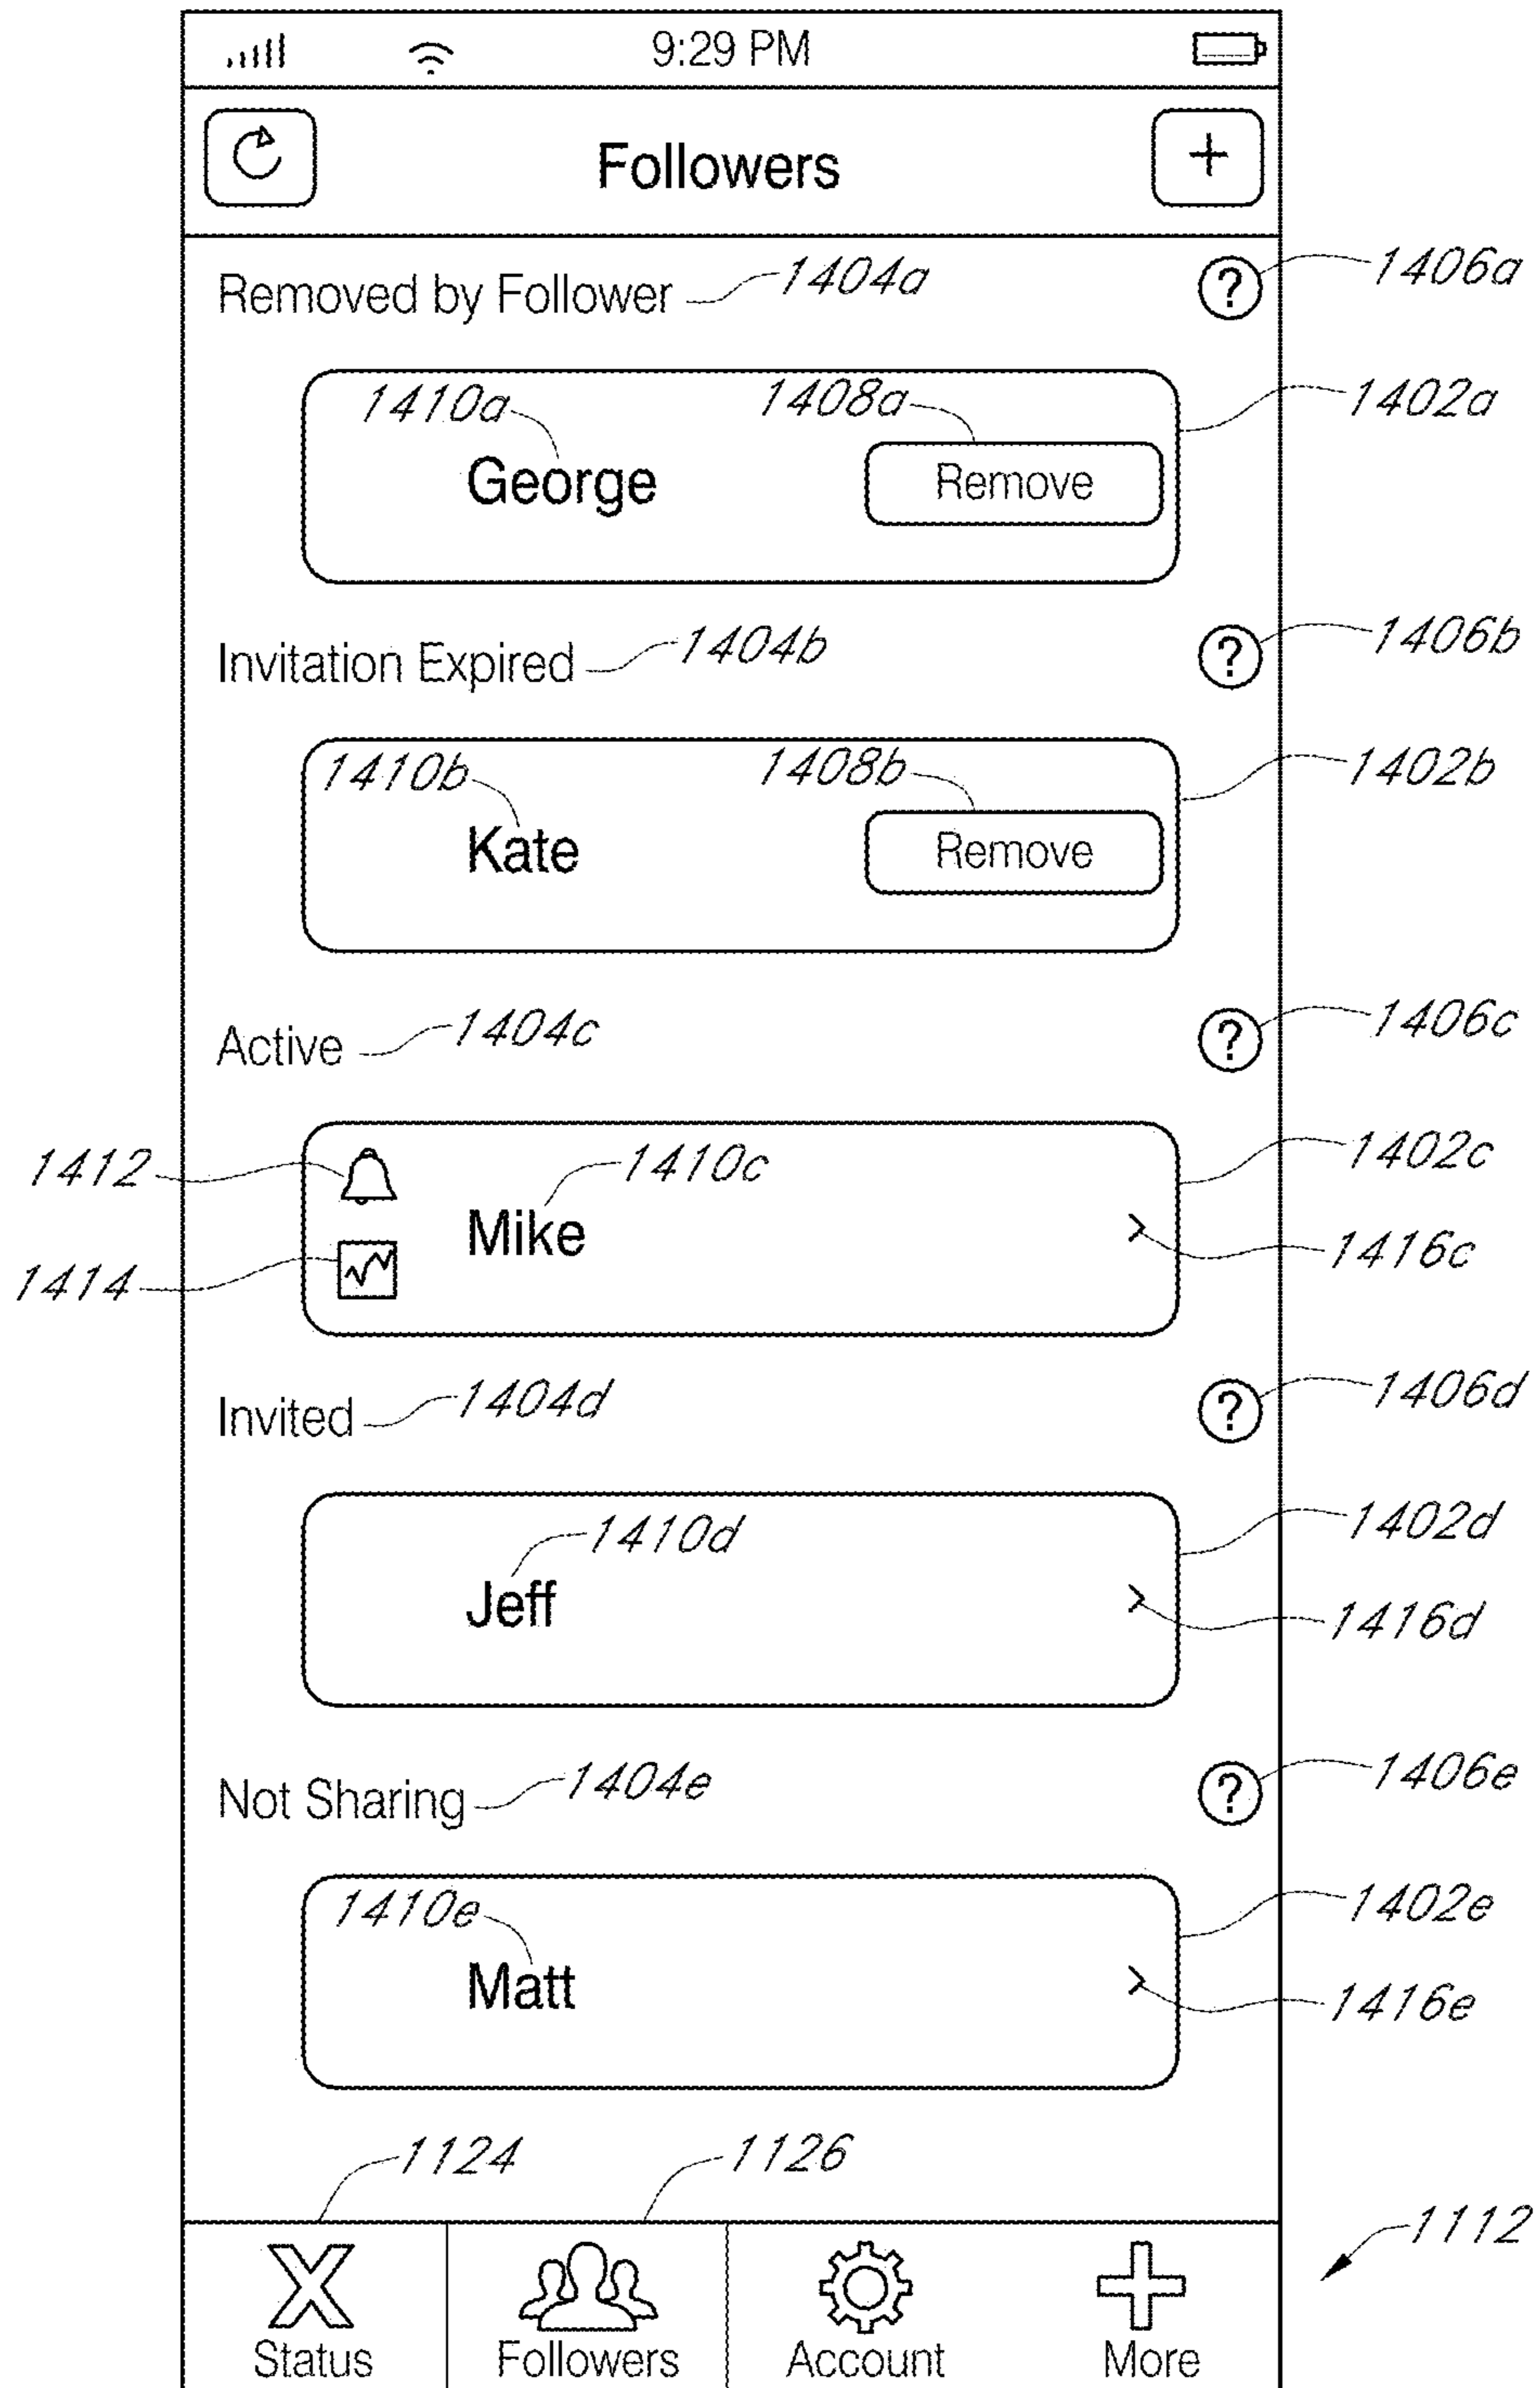 9:29 PM
Followers +
Removed by Follower 1404a ? 1406a
1410a 1408a 1402a
George Remove
Invitation Expired 1404b ? 1406b
1410b 1408b 1402b
Kate Remove
Active 1404c ? 1406c
1412 1410c 1402c
Mike > 1416c
1414
Invited 1404d ? 1406d
1410d 1402d
Jeff > 1416d
Not Sharing 1404e ? 1406e
1410e 1402e
Matt > 1416e
1124 1126
1112
X
Status Followers Account More